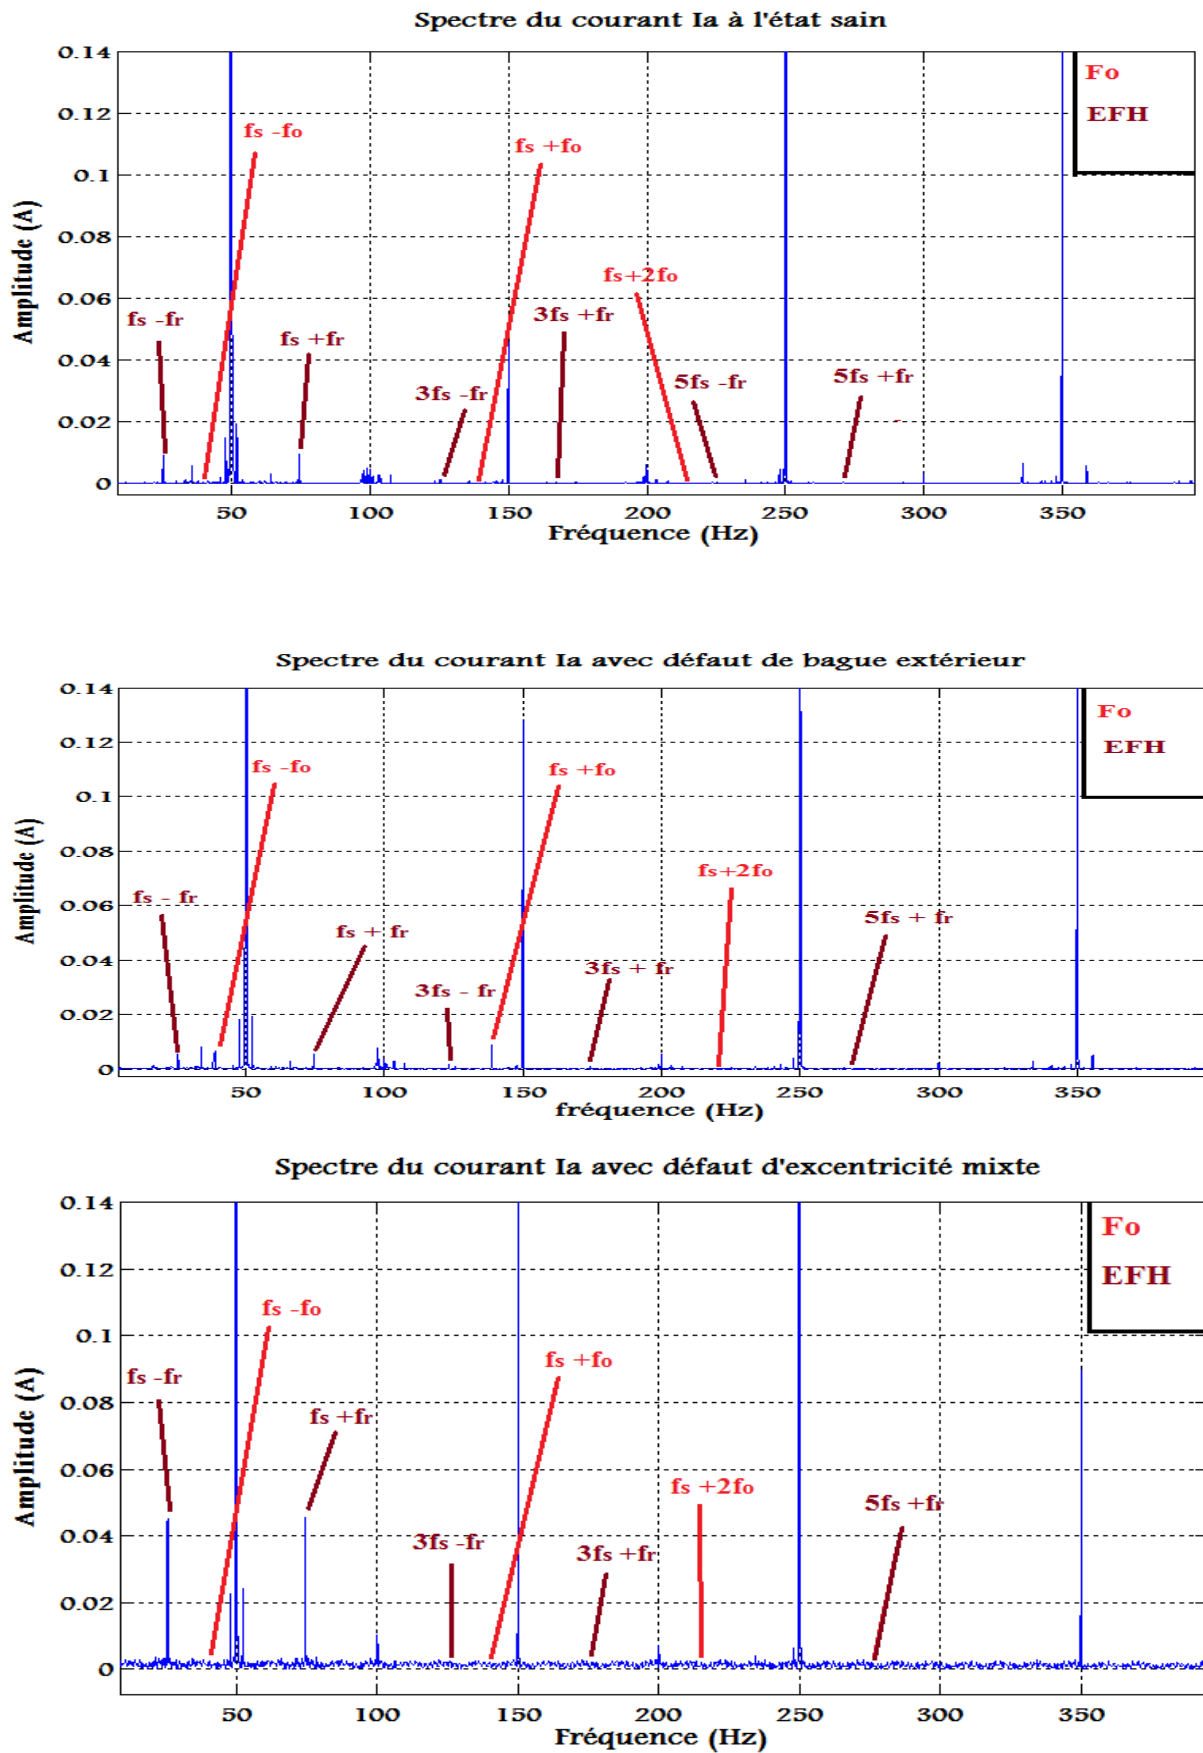 Spectre du courant Ia à l'état sain
0.14
0.12
0.1
0.08
0.06
0.04
0.02
0
Amplitude (A)
Fo
EFH
fs -fo
fs +fo
fs+2fo
fs -fr
fs +fr
3fs -fr
3fs +fr
5fs -fr
5fs +fr
50 100 150 200 250 300 350
Fréquence (Hz)
Spectre du courant Ia avec défaut de bague extérieur
0.14
0.12
0.1
0.08
0.06
0.04
0.02
0
Amplitude (A)
Fo
EFH
fs -fo
fs +fo
fs+2fo
fs - fr
fs + fr
3fs - fr
3fs + fr
5fs + fr
50 100 150 200 250 300 350
fréquence (Hz)
Spectre du courant Ia avec défaut d'excentricité mixte
0.14
0.12
0.1
0.08
0.06
0.04
0.02
0
Amplitude (A)
Fo
EFH
fs -fo
fs +fo
fs -fr
fs +fr
fs +2fo
3fs -fr
3fs +fr
5fs +fr
50 100 150 200 250 300 350
Fréquence (Hz)